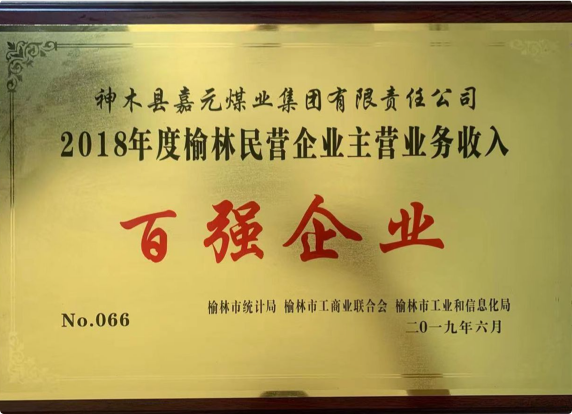 神木县嘉元煤业集团有限责任公司
2018年度榆林民营企业主营业务收入
百强企业
No.066
榆林市统计局 榆林市工商业联合会 榆林市工业和信息化局
二〇一九年六月